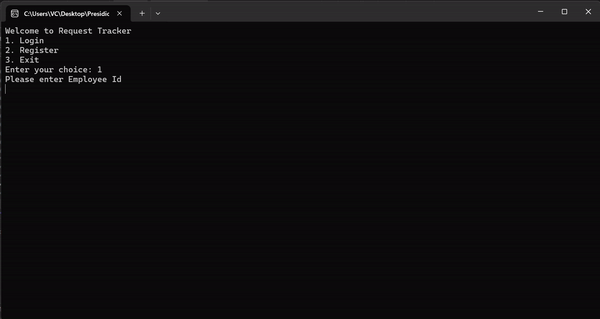 C:\Users\VC\Desktop\Presidic
Welcome to Request Tracker
1. Login
2. Register
3. Exit
Enter your choice: 1
Please enter Employee Id